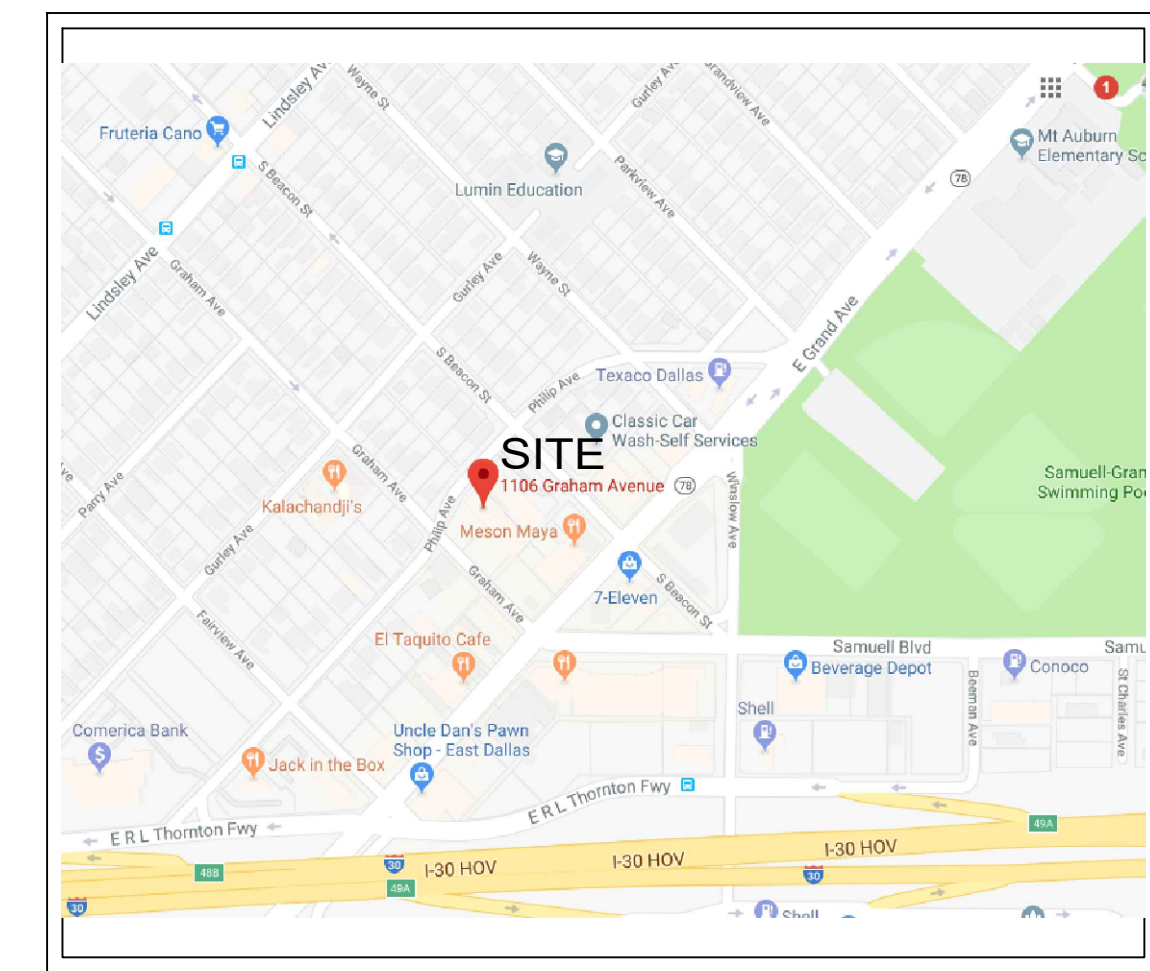 Lindsley Av
Wayne St
Gurley Av
Grandview Ave
1
Fruteria Cano
Mt Auburn
Elementary Sc
S Beacon St
Lumin Education
Parkview Ave
78
Lindsley Ave
Graham Ave
Gurley Ave
Wayne St
E Grand Ave
S Beacon St
Philip Ave
Texaco Dallas
Classic Car
Wash-Self Services
SITE
1106 Graham Avenue
78
Graham Ave
Kalachandji's
Parry Ave
ve
Gurley Ave
Philip Ave
Meson Maya
Winslow Ave
Samuell-Gran
Swimming Po
Graham Ave
7-Eleven
S Beacon St
Fairview Ave
El Taquito Cafe
Samuell Blvd
Samu
Beverage Depot
Conoco
Beeman Ave
St Charles Ave
Shell
Comerica Bank
Uncle Dan's Pawn
Shop - East Dallas
Jack in the Box
E R L Thornton Fwy
E R L Thornton Fwy
49A
I-30 HOV
I-30 HOV
I-30 HOV
30
48B
49A
30
30
Shell